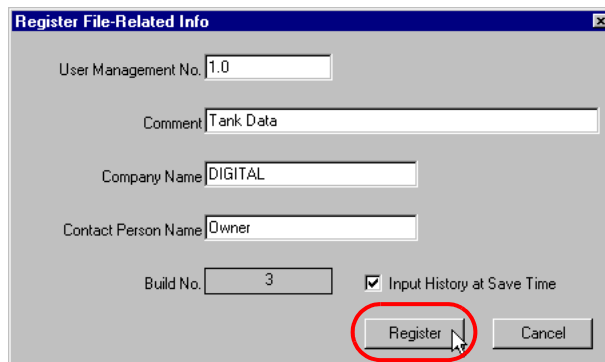 Register File-Related Info
User Management No. 1.0
Comment Tank Data
Company Name DIGITAL
Contact Person Name Owner
Build No. 3 Input History at Save Time
Register Cancel